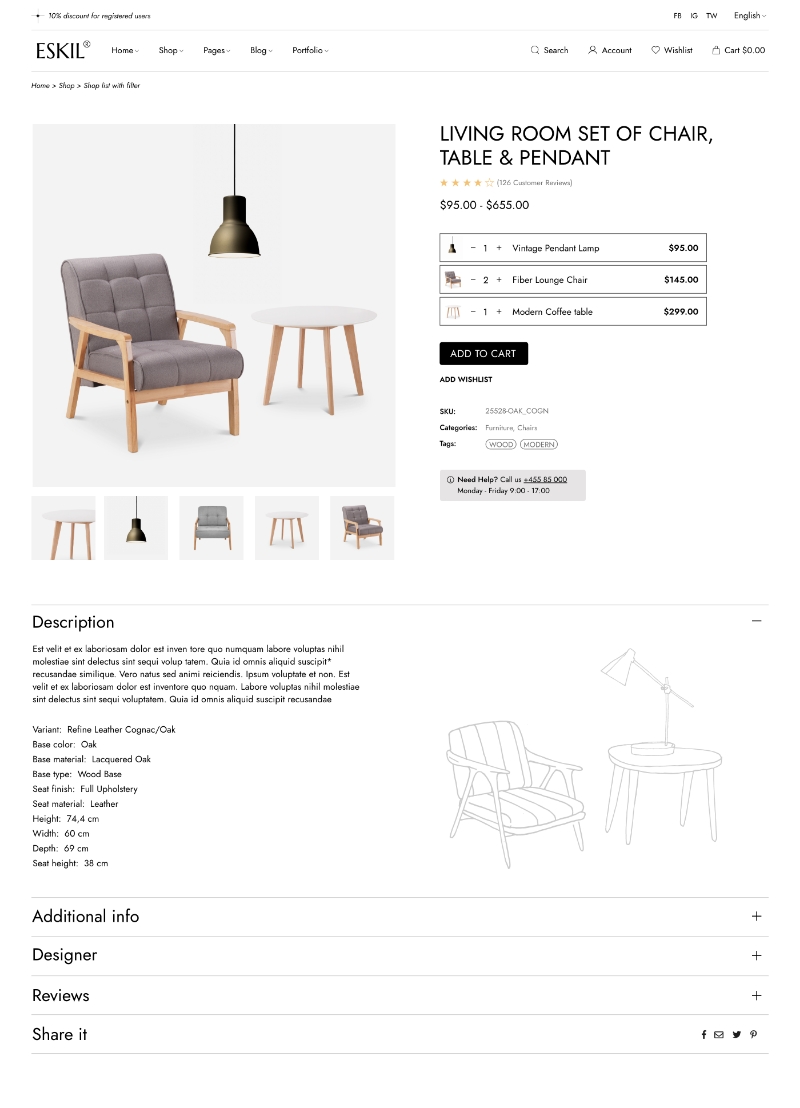 10% discount for registered users
FB IG TW English
ESKIL® Home Shop Pages Blog Portfolio Search Account Wishlist Cart $0.00
Home > Shop > Shop list with filter
LIVING ROOM SET OF CHAIR,
TABLE & PENDANT
(126 Customer Reviews)
$95.00 - $655.00
− 1 + Vintage Pendant Lamp $95.00
− 2 + Fiber Lounge Chair $145.00
− 1 + Modern Coffee table $299.00
ADD TO CART
ADD WISHLIST
SKU: 25528-OAK_COGN
Categories: Furniture, Chairs
Tags: WOOD MODERN
Need Help? Call us +455 85 000
Monday - Friday 9:00 - 17:00
Description
Est velit et ex laboriosam dolor est inven tore quo numquam labore voluptas nihil
molestiae sint delectus sint sequi volup tatem. Quia id omnis aliquid suscipit*
recusandae similique. Vero natus sed animi reiciendis. Ipsum voluptate et non. Est
velit et ex laboriosam dolor est inventore quo nquam. Labore voluptas nihil molestiae
sint delectus sint sequi voluptatem. Quia id omnis aliquid suscipit recusandae
Variant: Refine Leather Cognac/Oak
Base color: Oak
Base material: Lacquered Oak
Base type: Wood Base
Seat finish: Full Upholstery
Seat material: Leather
Height: 74,4 cm
Width: 60 cm
Depth: 69 cm
Seat height: 38 cm
Additional info
Designer
Reviews
Share it